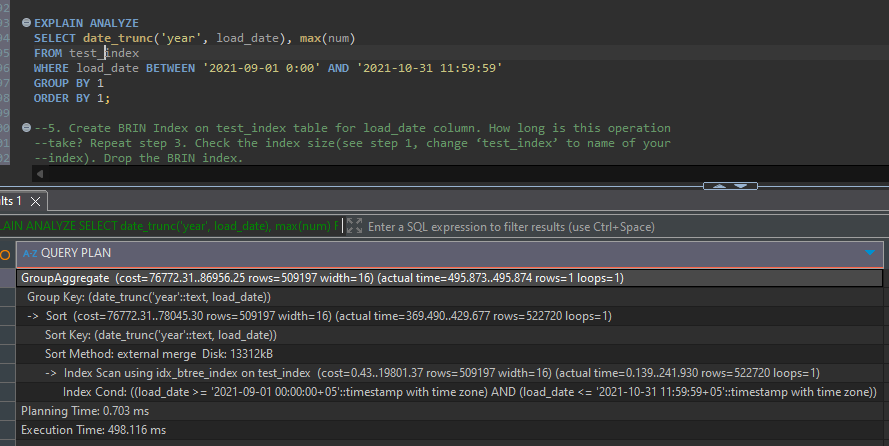 92
93 EXPLAIN ANALYZE
94 SELECT date_trunc('year', load_date), max(num)
95 FROM test_index
96 WHERE load_date BETWEEN '2021-09-01 0:00' AND '2021-10-31 11:59:59'
97 GROUP BY 1
98 ORDER BY 1;
99
00 --5. Create BRIN Index on test_index table for load_date column. How long is this operation
01 --take? Repeat step 3. Check the index size(see step 1, change ‘test_index’ to name of your
02 --index). Drop the BRIN index.
lts 1
AIN ANALYZE SELECT date_trunc('year', load_date), max(num) F Enter a SQL expression to filter results (use Ctrl+Space)
A-Z QUERY PLAN
GroupAggregate (cost=76772.31..86956.25 rows=509197 width=16) (actual time=495.873..495.874 rows=1 loops=1)
Group Key: (date_trunc('year'::text, load_date))
-> Sort (cost=76772.31..78045.30 rows=509197 width=16) (actual time=369.490..429.677 rows=522720 loops=1)
Sort Key: (date_trunc('year'::text, load_date))
Sort Method: external merge Disk: 13312kB
-> Index Scan using idx_btree_index on test_index (cost=0.43..19801.37 rows=509197 width=16) (actual time=0.139..241.930 rows=522720 loops=1)
Index Cond: ((load_date >= '2021-09-01 00:00:00+05'::timestamp with time zone) AND (load_date <= '2021-10-31 11:59:59+05'::timestamp with time zone))
Planning Time: 0.703 ms
Execution Time: 498.116 ms